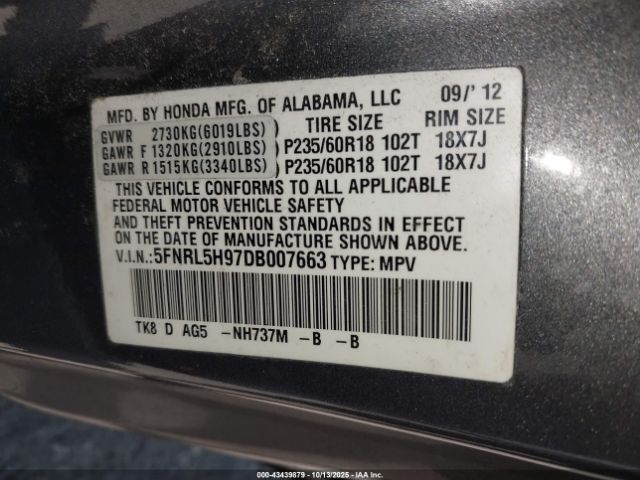 MFD. BY HONDA MFG. OF ALABAMA, LLC 09/' 12
GVWR 2730KG(6019LBS) TIRE SIZE RIM SIZE
GAWR F 1320KG(2910LBS) P235/60R18 102T 18X7J
GAWR R 1515KG(3340LBS) P235/60R18 102T 18X7J
THIS VEHICLE CONFORMS TO ALL APPLICABLE
FEDERAL MOTOR VEHICLE SAFETY
AND THEFT PREVENTION STANDARDS IN EFFECT
ON THE DATE OF MANUFACTURE SHOWN ABOVE.
V.I.N.:5FNRL5H97DB007663 TYPE: MPV
TK8 D AG5 -NH737M -B -B
000-43439879 | 10/13/2025 | © IAA Holdings, LLC